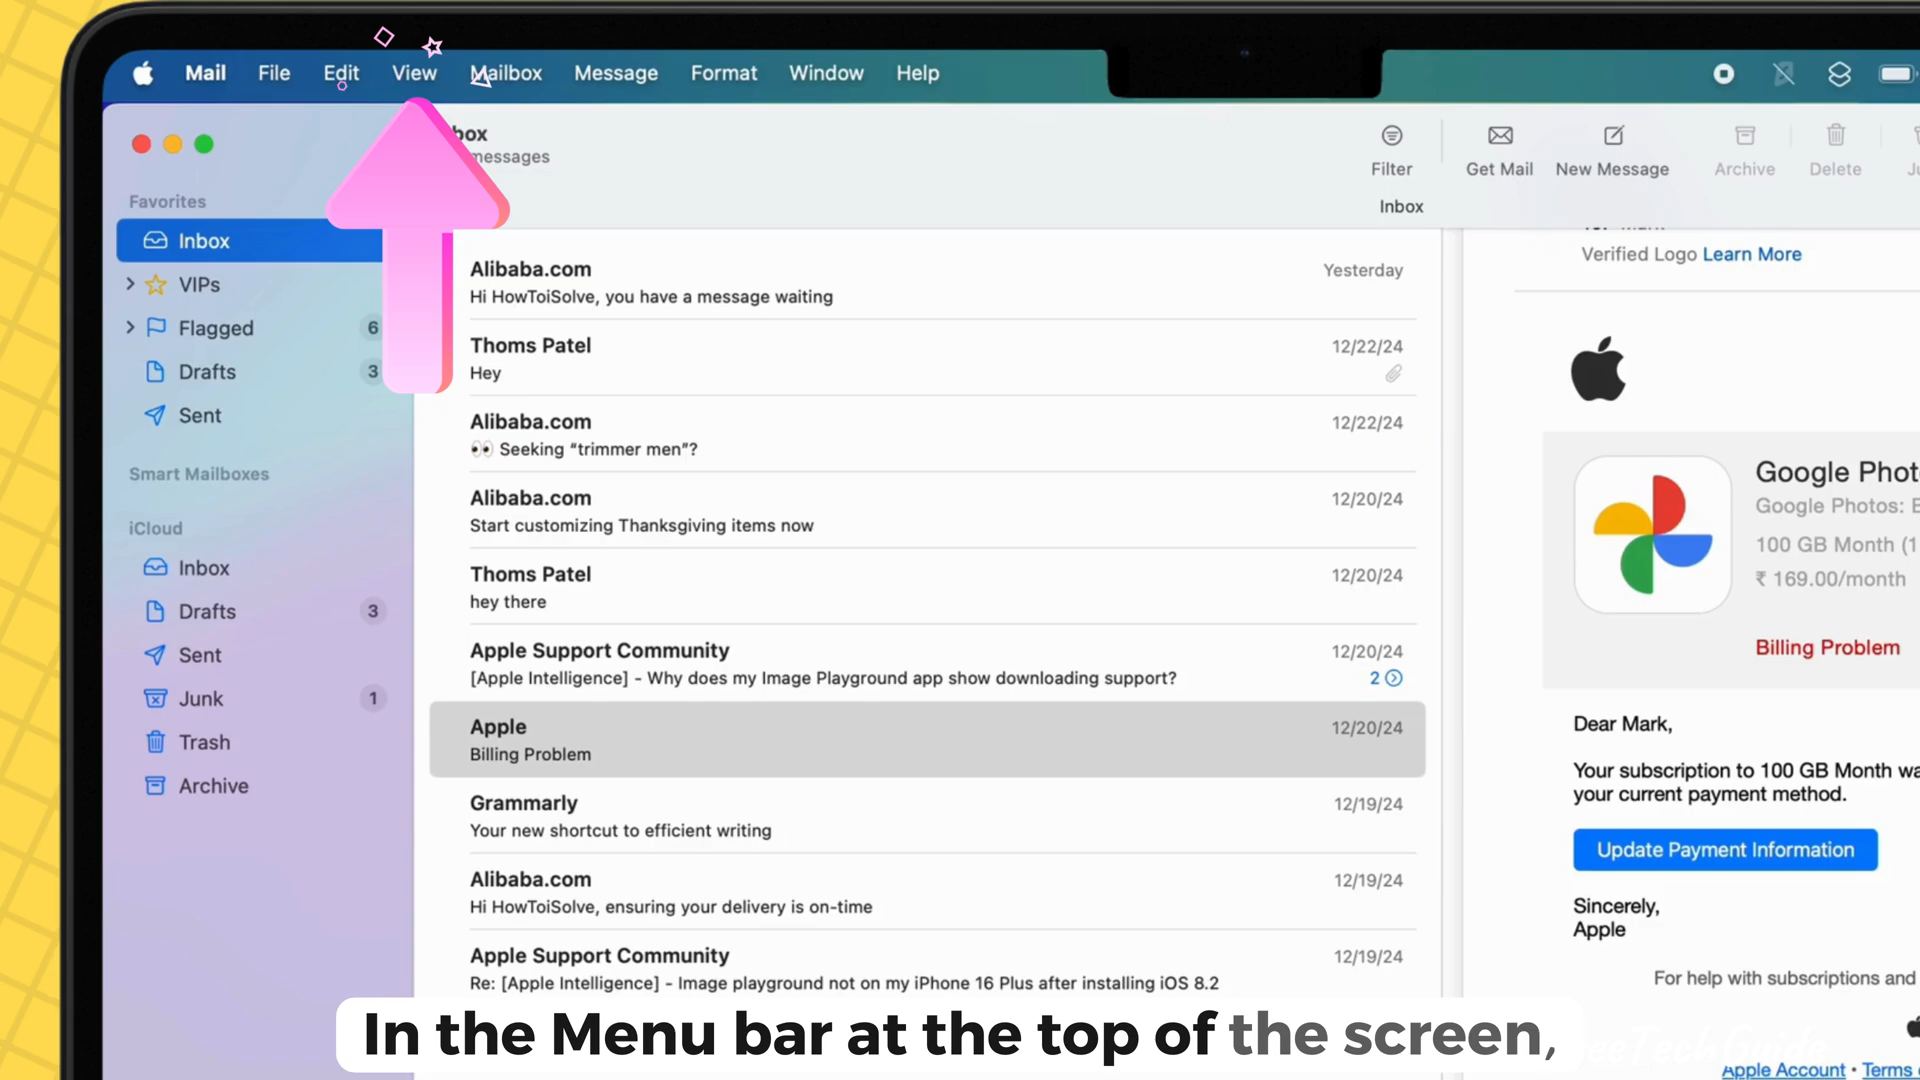 Mail File Edit View Mailbox Message Format Window Help
messages
Filter
Get Mail
New Message
Archive
Delete
Inbox
Favorites
Inbox
VIPs
Flagged 6
Drafts 3
Sent
Smart Mailboxes
iCloud
Inbox
Drafts 3
Sent
Junk 1
Trash
Archive
Alibaba.com Yesterday
Hi HowToiSolve, you have a message waiting
Thoms Patel 12/22/24
Hey
Alibaba.com 12/22/24
👀 Seeking “trimmer men”?
Alibaba.com 12/20/24
Start customizing Thanksgiving items now
Thoms Patel 12/20/24
hey there
Apple Support Community 12/20/24
[Apple Intelligence] - Why does my Image Playground app show downloading support? 2
Apple 12/20/24
Billing Problem
Grammarly 12/19/24
Your new shortcut to efficient writing
Alibaba.com 12/19/24
Hi HowToiSolve, ensuring your delivery is on-time
Apple Support Community 12/19/24
Re: [Apple Intelligence] - Image playground not on my iPhone 16 Plus after installing iOS 8.2
Verified Logo Learn More
Google Phot
Google Photos:
100 GB Month (1
₹ 169.00/month
Billing Problem
Dear Mark,
Your subscription to 100 GB Month wa
your current payment method.
Update Payment Information
Sincerely,
Apple
For help with subscriptions and
Apple Account • Terms
In the Menu bar at the top of the screen,